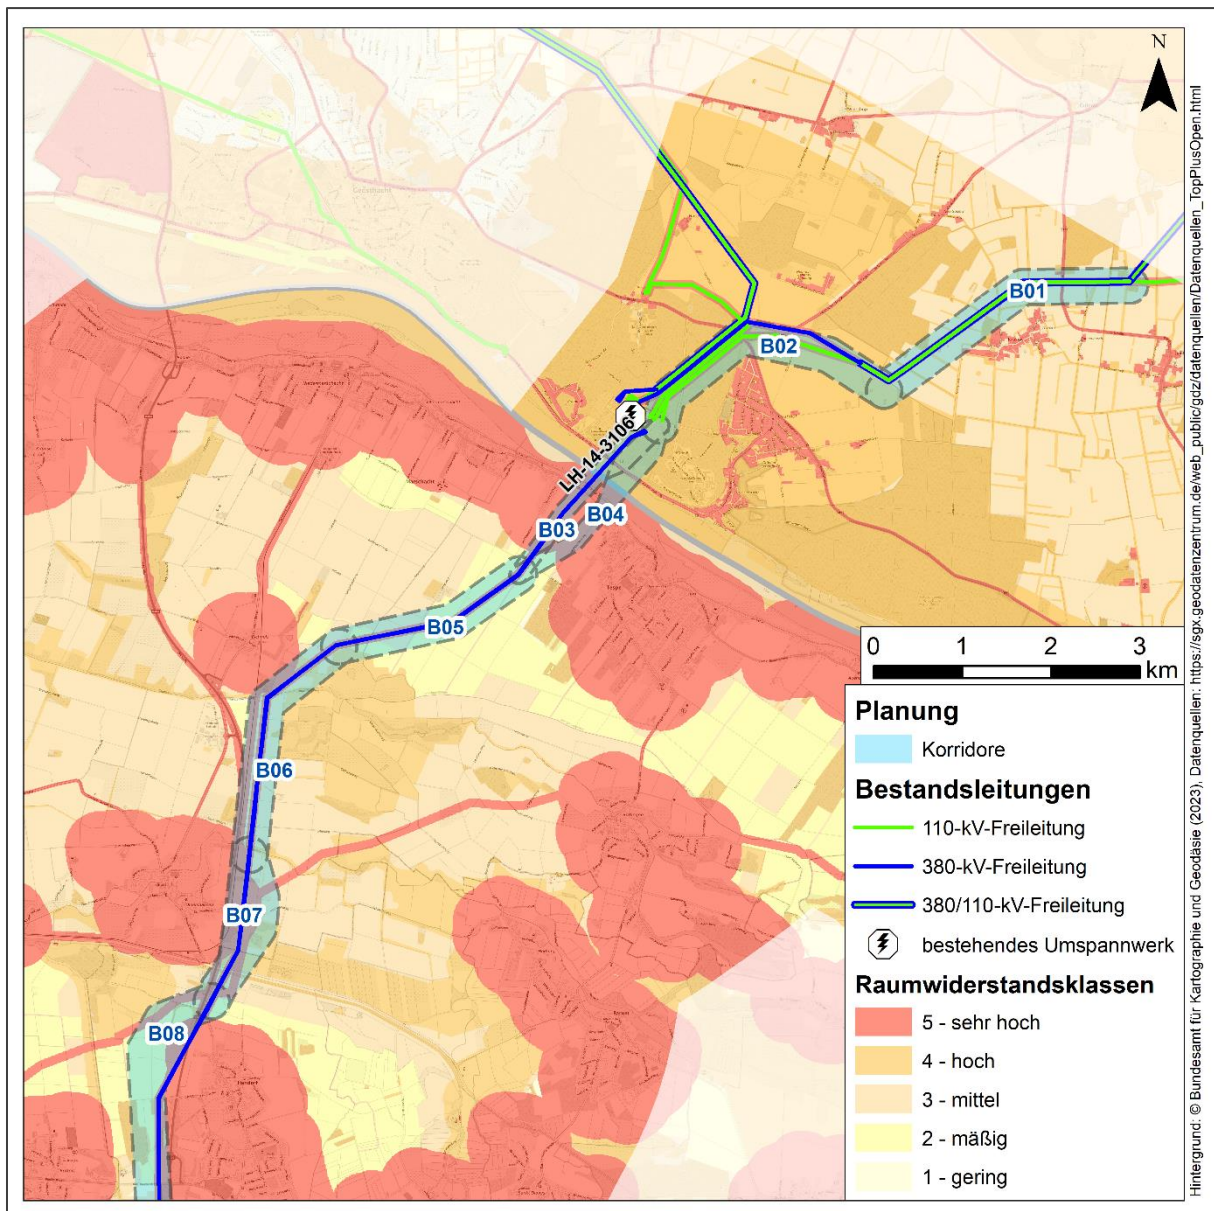 N
B01
B02
LH-14-3106
B03
B04
B05
B06
B07
B08
0 1 2 3
km
Planung
Korridore
Bestandsleitungen
110-kV-Freileitung
380-kV-Freileitung
380/110-kV-Freileitung
bestehendes Umspannwerk
Raumwiderstandsklassen
5 - sehr hoch
4 - hoch
3 - mittel
2 - mäßig
1 - gering
Hintergrund: © Bundesamt für Kartographie und Geodäsie (2023), Datenquellen: https://sgx.geodatenzentrum.de/web_public/gdz/datenquellen/Datenquellen_TopPlusOpen.html